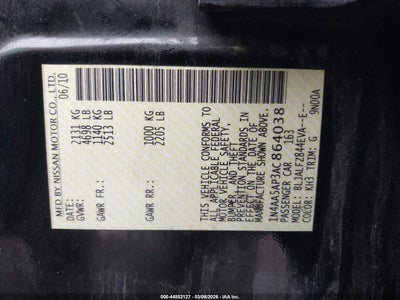 MFD BY NISSAN MOTOR CO., LTD.
DATE: 06/10
GVWR: 2131 KG
4698 LB
GAWR FR: 1140 KG
2513 LB
GAWR RR: 1000 KG
2205 LB
THIS VEHICLE CONFORMS TO
ALL APPLICABLE FEDERAL
MOTOR VEHICLE SAFETY,
BUMPER, AND THEFT
PREVENTION STANDARDS IN
EFFECT ON THE DATE OF
MANUFACTURE SHOWN ABOVE.
1N4AA5AP3AC864038
PASSENGER CAR 163
MODEL: BLJALFZ844EVA--E--
COLOR: KH3 TRIM: G 9N00A
000-44552127 - 03/06/2026 - IAA